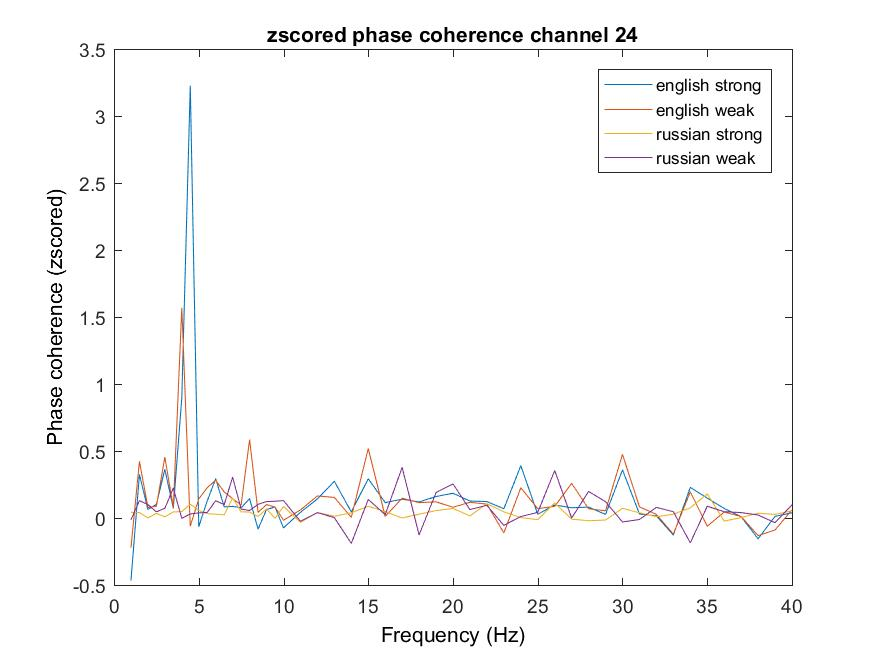 zscored phase coherence channel 24
3.5
3
2.5
2
1.5
1
0.5
0
-0.5
Phase coherence (zscored)
english strong
english weak
russian strong
russian weak
0 5 10 15 20 25 30 35 40
Frequency (Hz)